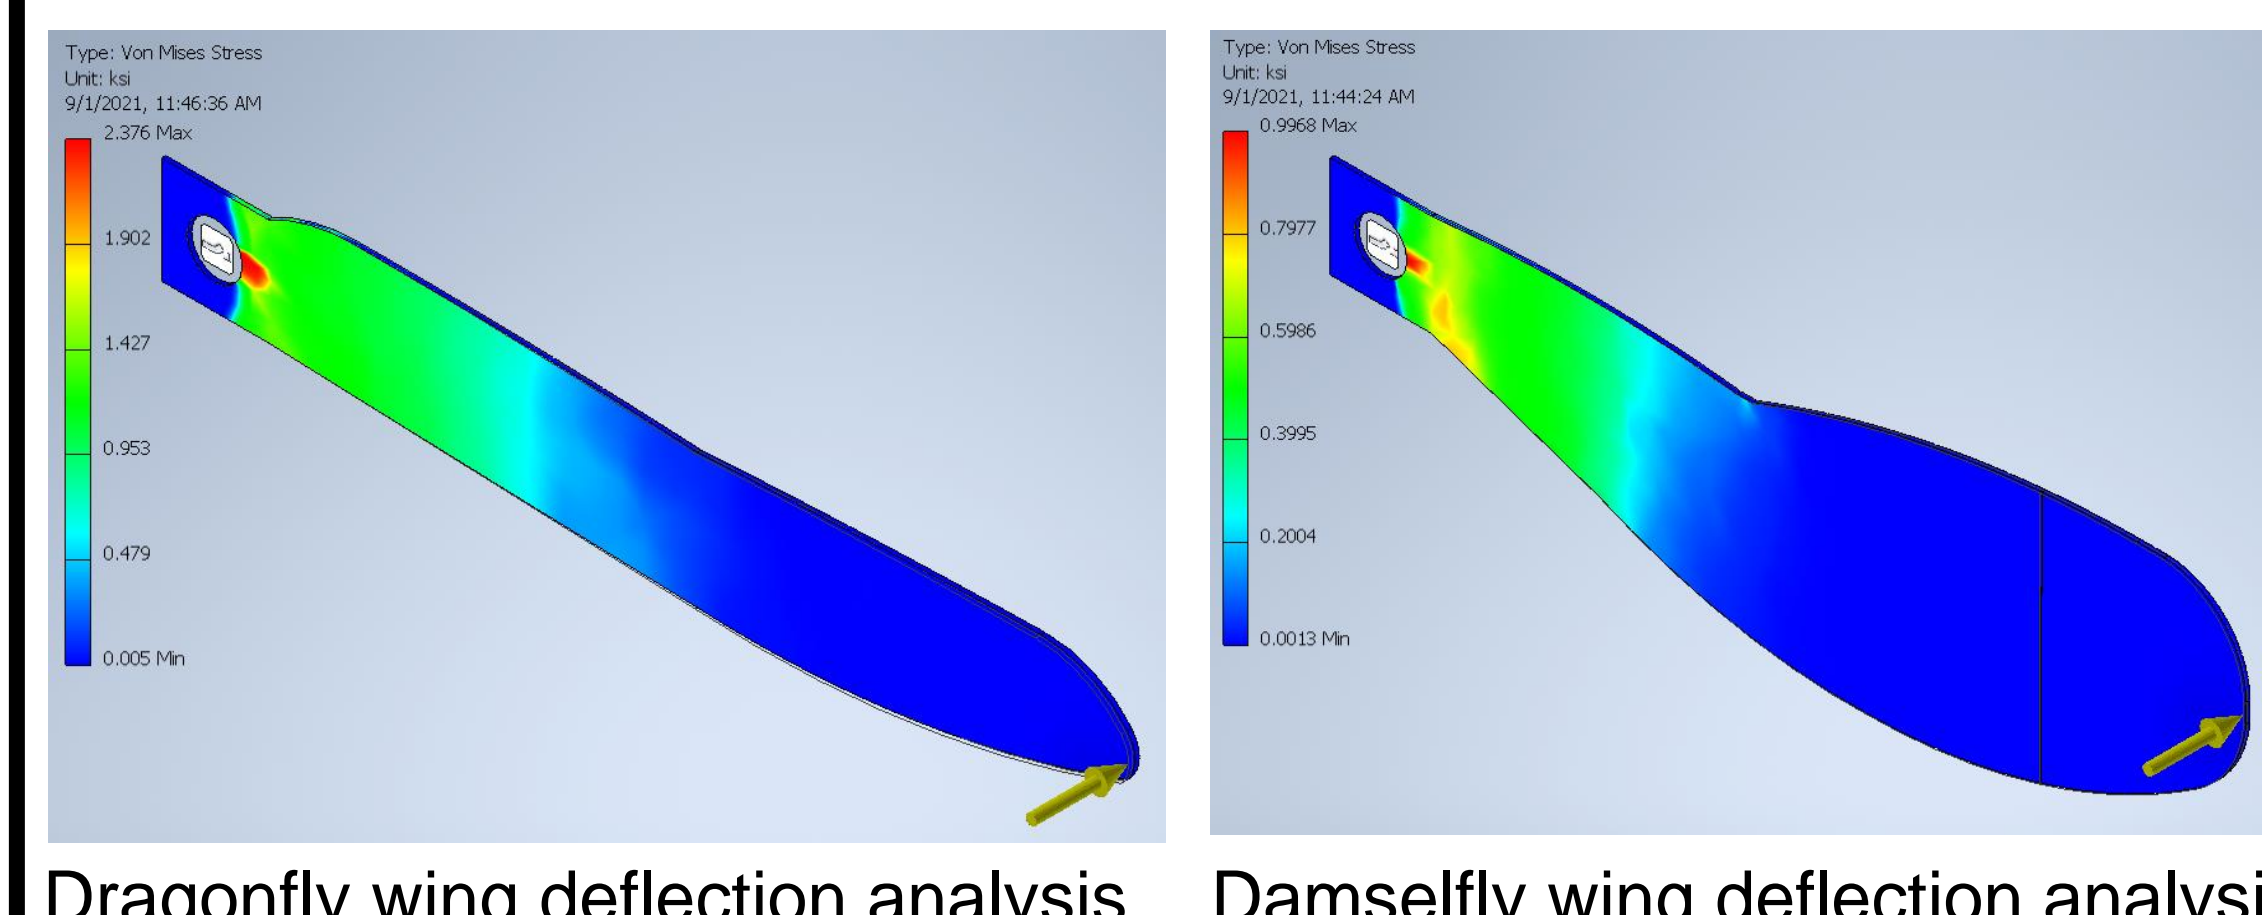 Type: Von Mises Stress
Unit: ksi
9/1/2021, 11:46:36 AM
2.376 Max
1.902
1.427
0.953
0.479
0.005 Min
Dragonfly wing deflection analysis
Type: Von Mises Stress
Unit: ksi
9/1/2021, 11:44:24 AM
0.9968 Max
0.7977
0.5986
0.3995
0.2004
0.0013 Min
Damselfly wing deflection analysi